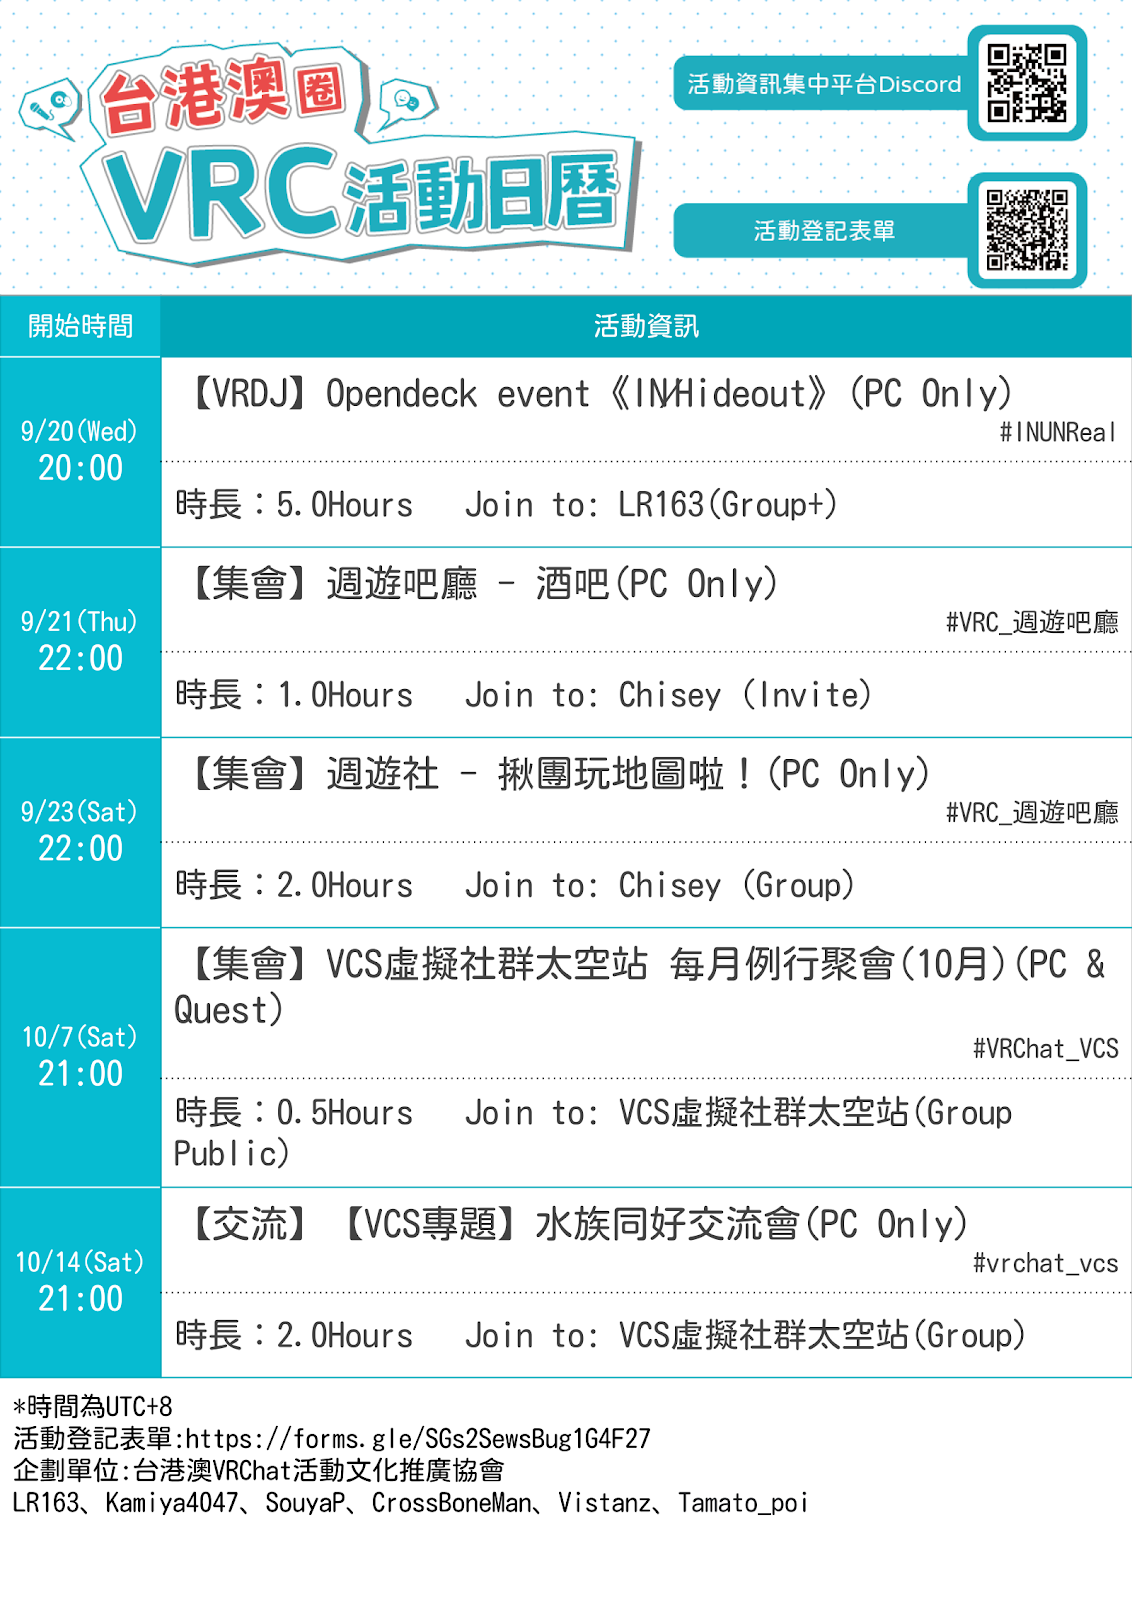 台港澳圈
VRC活動日曆
活動資訊集中平台Discord
活動登記表單
開始時間
活動資訊
9/20(Wed)
20:00
【VRDJ】Opendeck event《IN̸Hideout》(PC Only)
#INUNReal
時長：5.0Hours Join to: LR163(Group+)
9/21(Thu)
22:00
【集會】週遊吧廳 - 酒吧(PC Only)
#VRC_週遊吧廳
時長：1.0Hours Join to: Chisey (Invite)
9/23(Sat)
22:00
【集會】週遊社 - 揪團玩地圖啦！(PC Only)
#VRC_週遊吧廳
時長：2.0Hours Join to: Chisey (Group)
10/7(Sat)
21:00
【集會】VCS虛擬社群太空站 每月例行聚會(10月)(PC &
Quest)
#VRChat_VCS
時長：0.5Hours Join to: VCS虛擬社群太空站(Group
Public)
10/14(Sat)
21:00
【交流】【VCS專題】水族同好交流會(PC Only)
#vrchat_vcs
時長：2.0Hours Join to: VCS虛擬社群太空站(Group)
*時間為UTC+8
活動登記表單:https://forms.gle/SGs2SewsBug1G4F27
企劃單位:台港澳VRChat活動文化推廣協會
LR163、Kamiya4047、SouyaP、CrossBoneMan、Vistanz、Tamato_poi